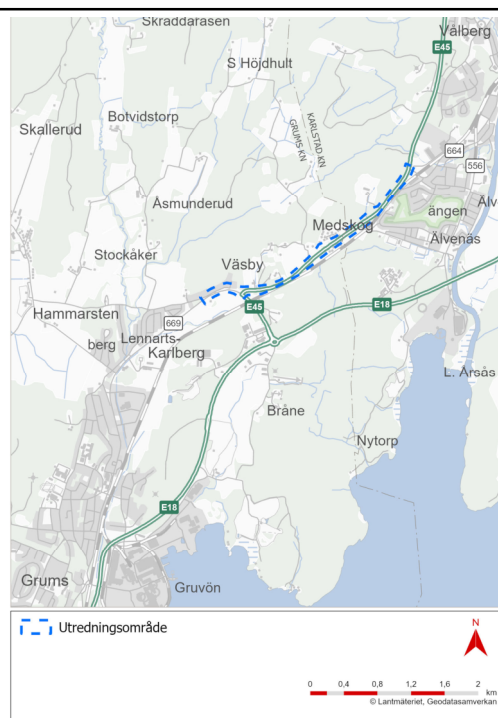 Skraddarasen
Vålberg
E45
S Höjdhult
KARLSTAD KN
GRUMS KN
Botvidstorp
Skallerud
664
556
Åsmunderud
Älv
ängen
Medskog
Älvenäs
Stockåker
Väsby
E45
E18
Hammarsten
669
berg
Lennarts-
Karlberg
L. Årsås
Bråne
Nytorp
E18
Grums
Gruvön
Utredningsområde
N
0 0,4 0,8 1,2 1,6 2
km
© Lantmäteriet, Geodatasamverkan